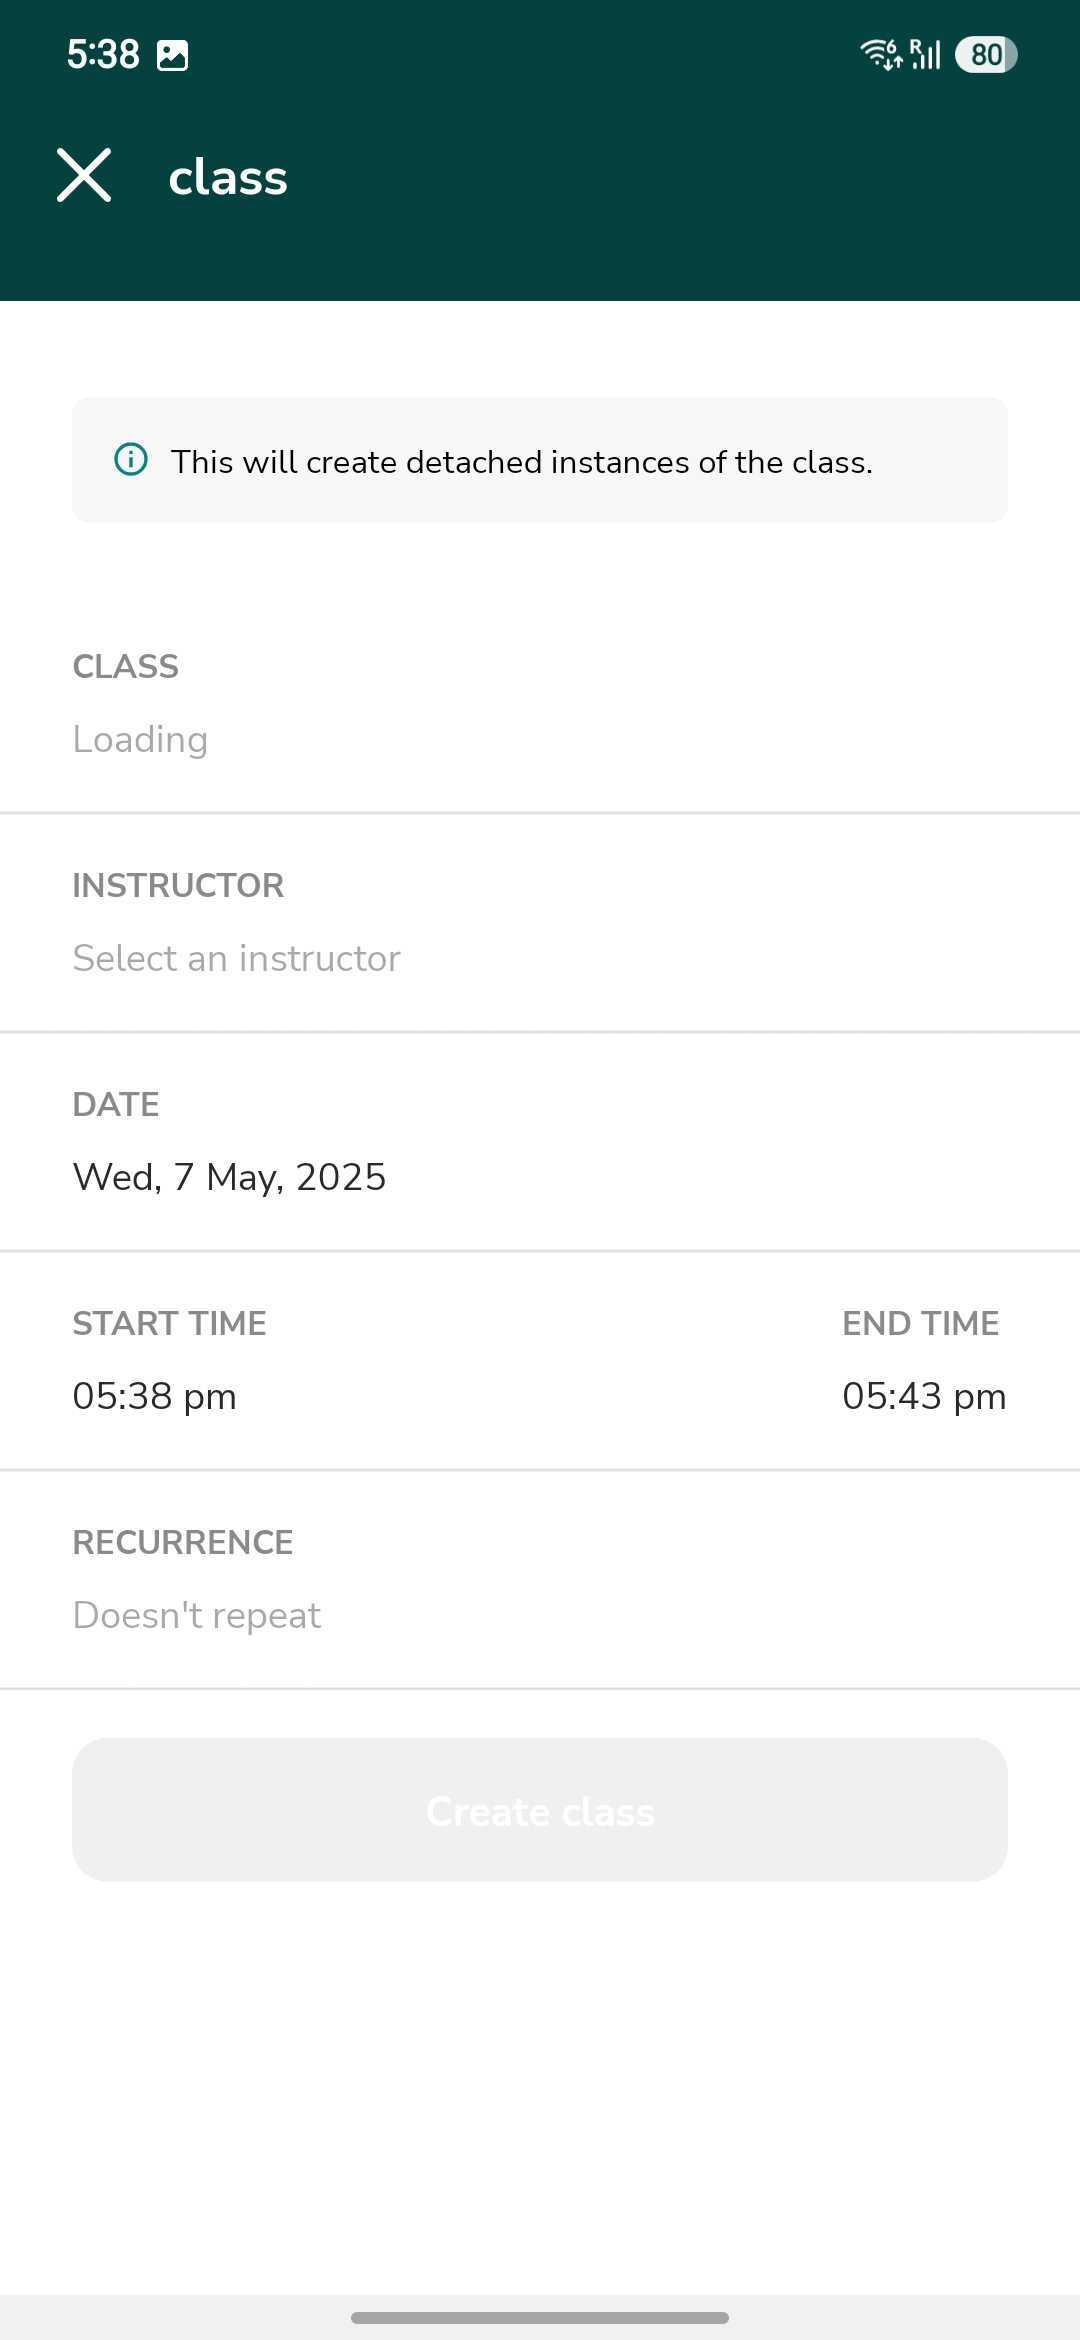 5:38
6 R 80
class
This will create detached instances of the class.
CLASS
Loading
INSTRUCTOR
Select an instructor
DATE
Wed, 7 May, 2025
START TIME END TIME
05:38 pm 05:43 pm
RECURRENCE
Doesn't repeat
Create class